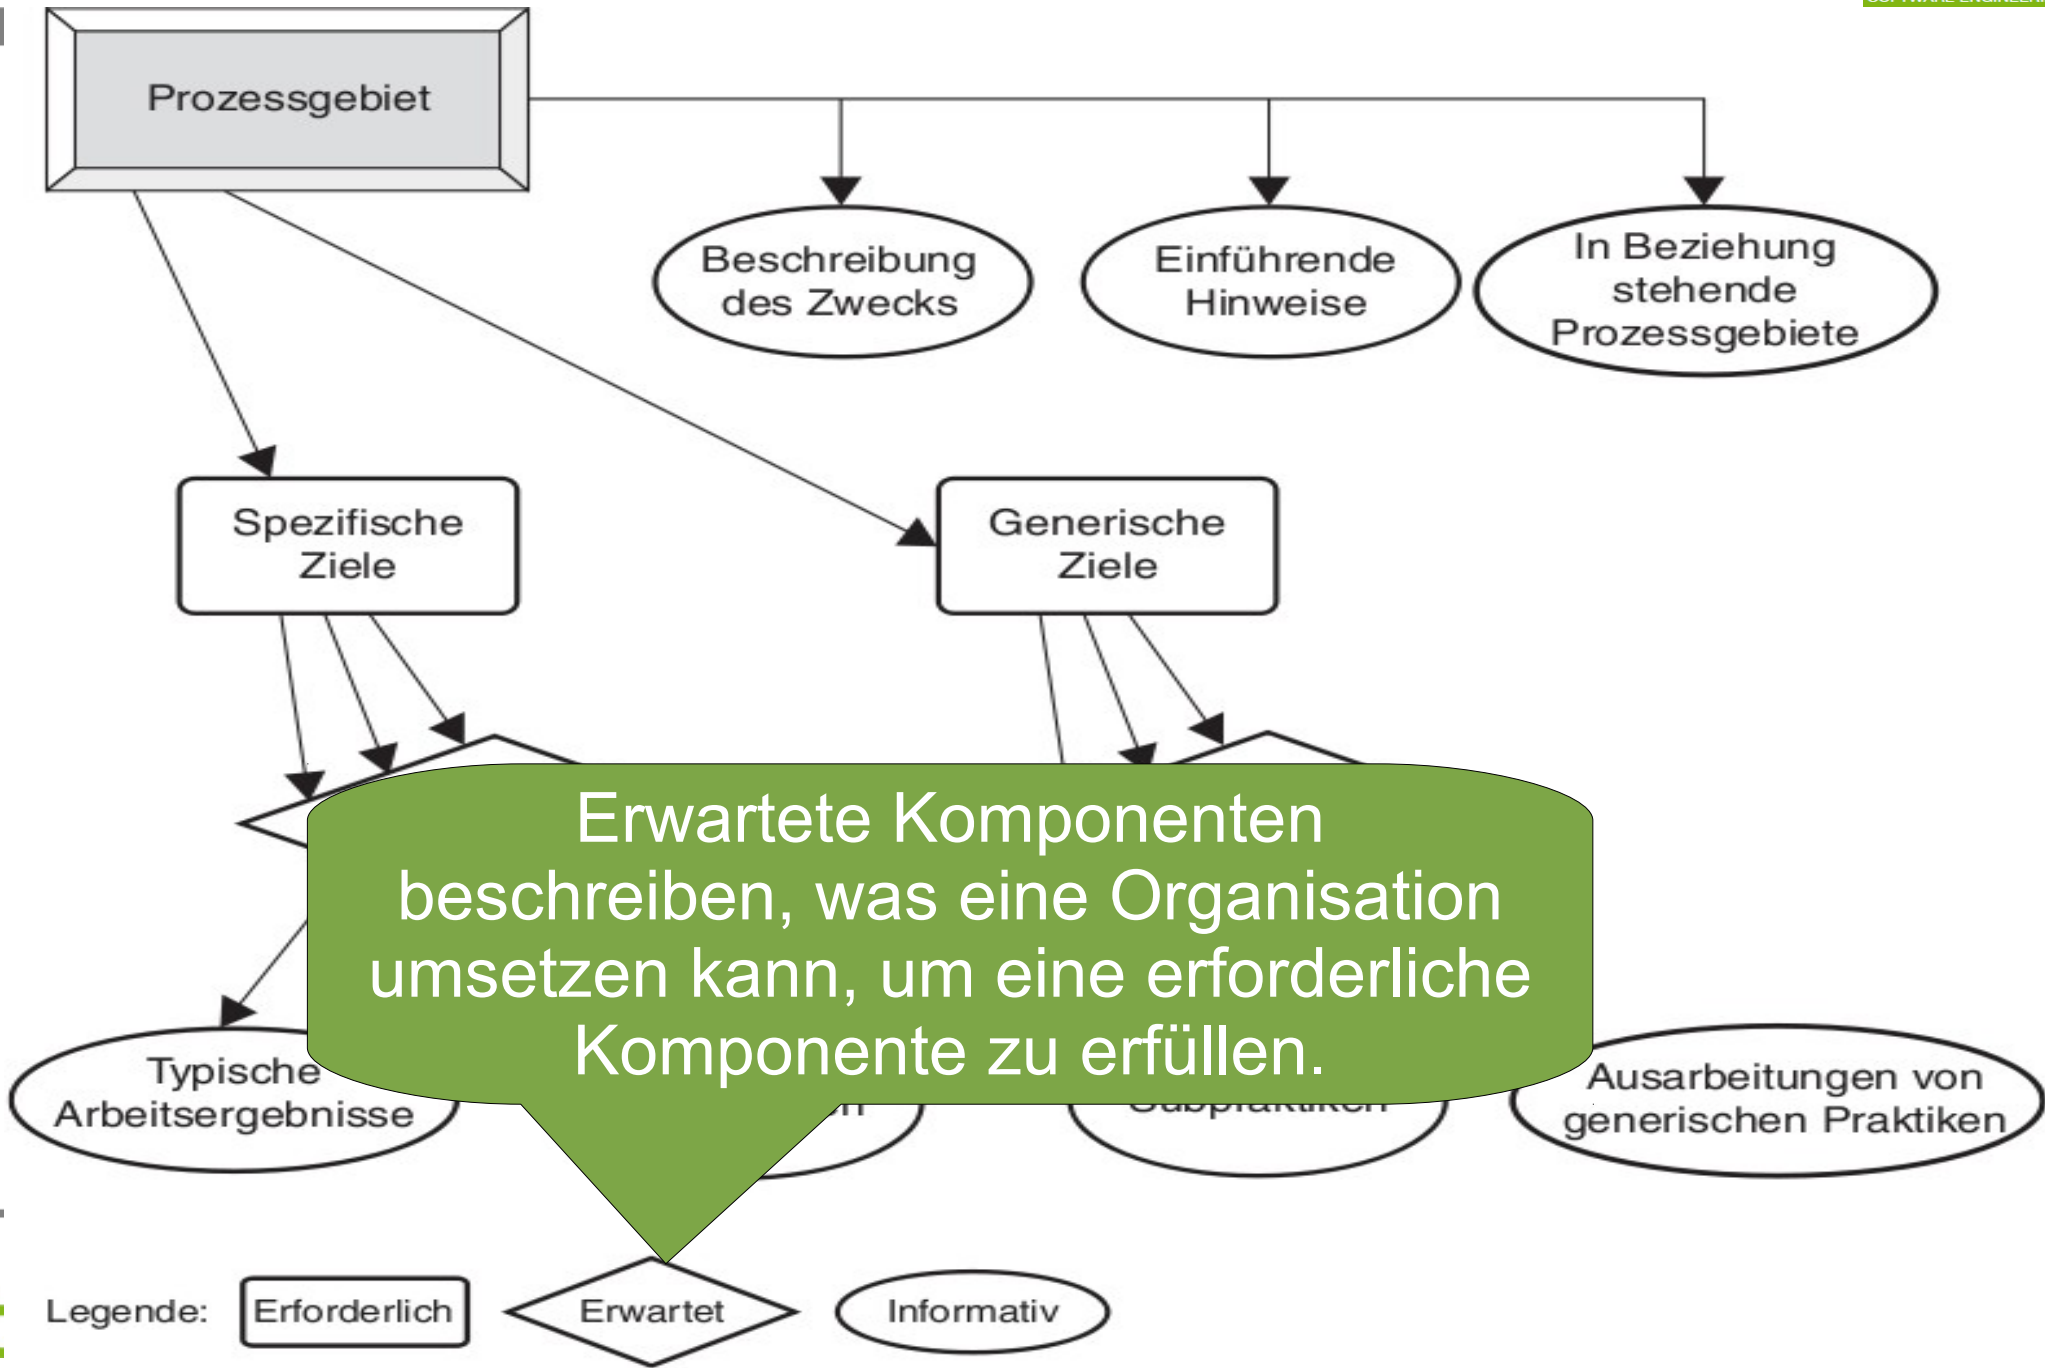 Prozessgebiet
Beschreibung
des Zwecks
Einführende
Hinweise
In Beziehung
stehende
Prozessgebiete
Spezifische
Ziele
Generische
Ziele
Erwartete Komponenten
beschreiben, was eine Organisation
umsetzen kann, um eine erforderliche
Komponente zu erfüllen.
Typische
Arbeitsergebnisse
Subpraktiken
Ausarbeitungen von
generischen Praktiken
Legende:
Erforderlich
Erwartet
Informativ